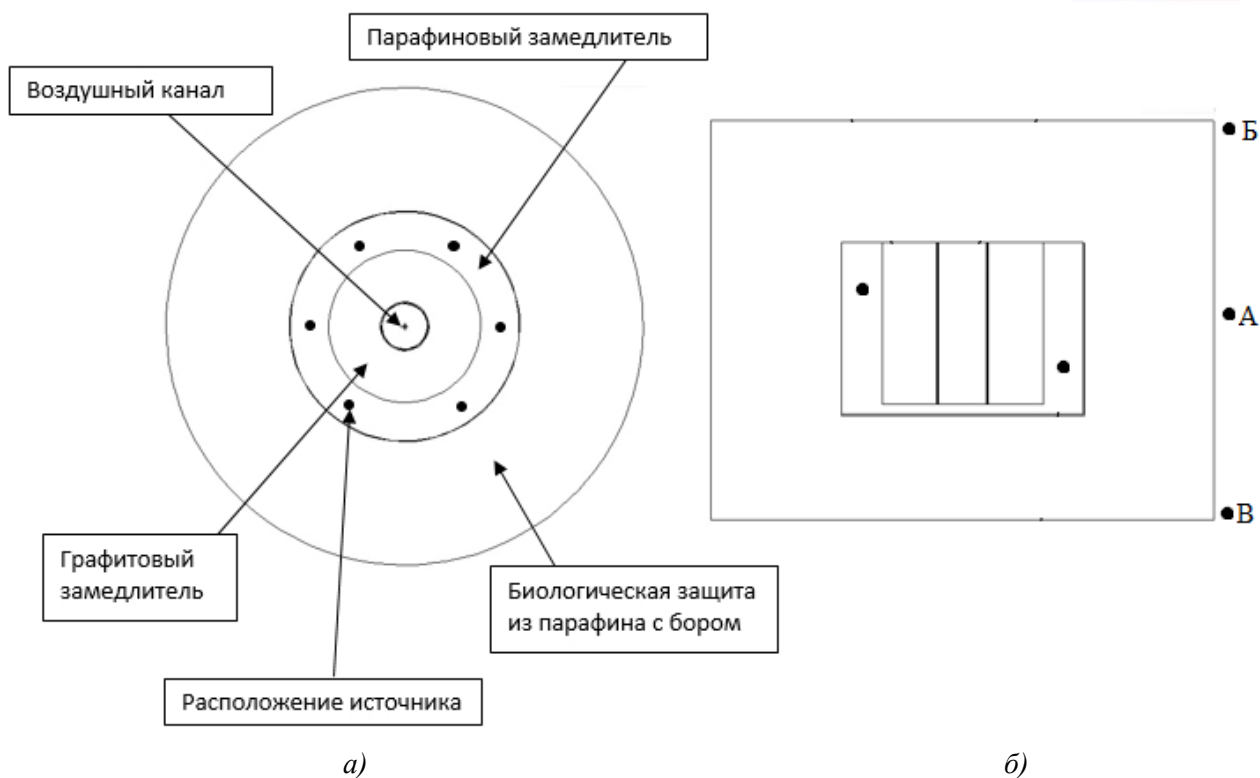 Парафиновый замедлитель
Воздушный канал
Графитовый
замедлитель
Биологическая защита
из парафина с бором
Расположение источника
Б
А
В
а)
б)